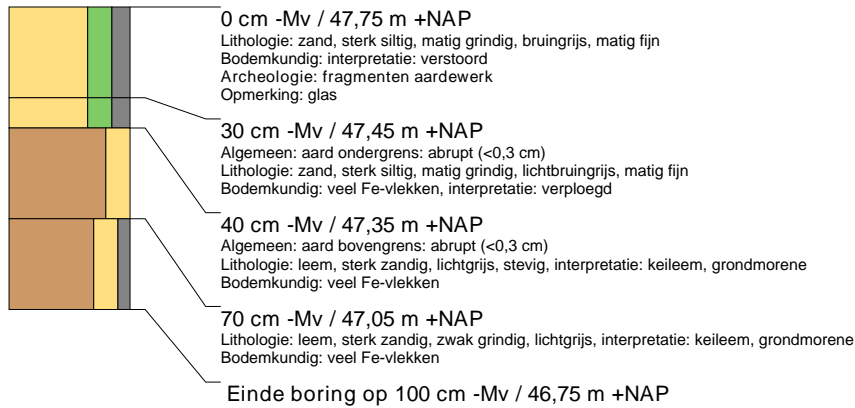 0 cm -Mv / 47,75 m +NAP
Lithologie: zand, sterk siltig, matig grindig, bruingrijs, matig fijn
Bodemkundig: interpretatie: verstoord
Archeologie: fragmenten aardewerk
Opmerking: glas
30 cm -Mv / 47,45 m +NAP
Algemeen: aard ondergrens: abrupt (<0,3 cm)
Lithologie: zand, sterk siltig, matig grindig, lichtbruingrijs, matig fijn
Bodemkundig: veel Fe-vlekken, interpretatie: verploegd
40 cm -Mv / 47,35 m +NAP
Algemeen: aard bovengrens: abrupt (<0,3 cm)
Lithologie: leem, sterk zandig, lichtgrijs, stevig, interpretatie: keileem, grondmorene
Bodemkundig: veel Fe-vlekken
70 cm -Mv / 47,05 m +NAP
Lithologie: leem, sterk zandig, zwak grindig, lichtgrijs, interpretatie: keileem, grondmorene
Bodemkundig: veel Fe-vlekken
Einde boring op 100 cm -Mv / 46,75 m +NAP